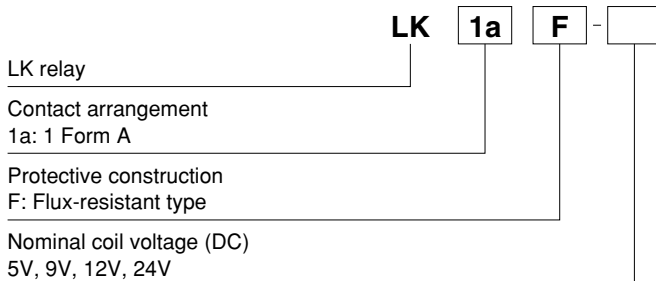 LK 1a F -
LK relay
Contact arrangement
1a: 1 Form A
Protective construction
F: Flux-resistant type
Nominal coil voltage (DC)
5V, 9V, 12V, 24V